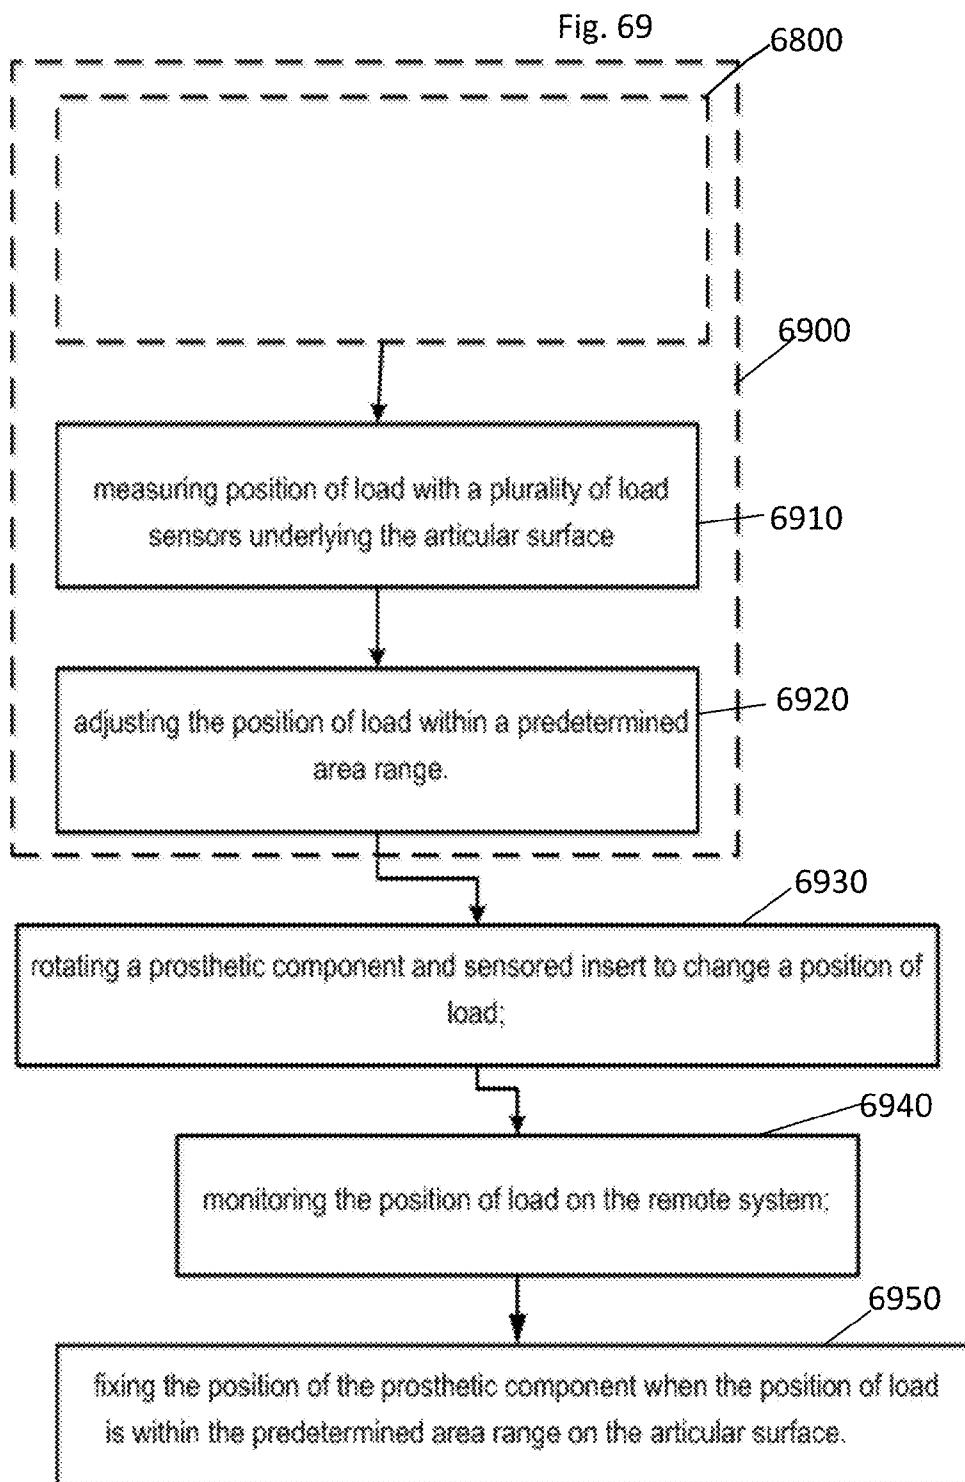 Fig. 69
6800
6900
measuring position of load with a plurality of load
sensors underlying the articular surface
6910
adjusting the position of load within a predetermined
area range.
6920
6930
rotating a prosthetic component and sensored insert to change a position of
load;
6940
monitoring the position of load on the remote system;
6950
fixing the position of the prosthetic component when the position of load
is within the predetermined area range on the articular surface.